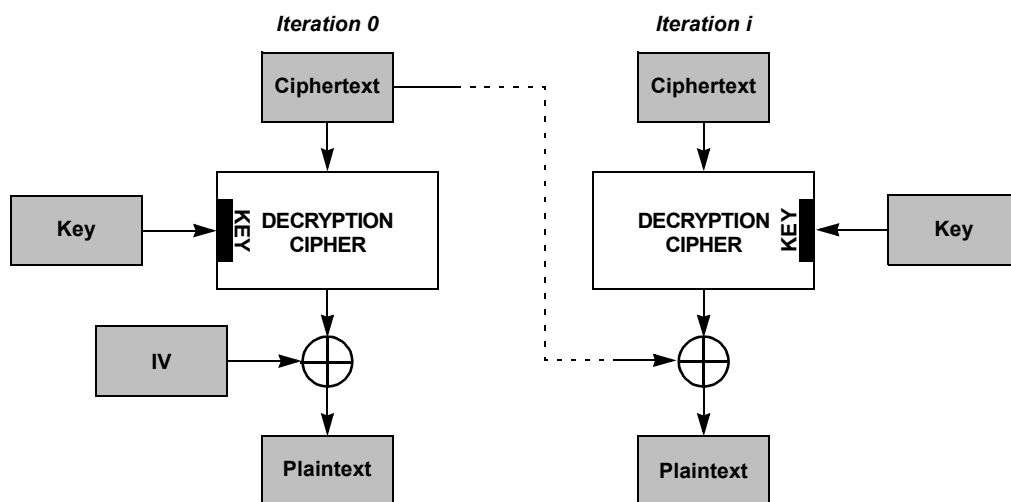 Iteration 0
Iteration i
Ciphertext
Ciphertext
Key
KEY
DECRYPTION
CIPHER
DECRYPTION
CIPHER
KEY
Key
IV
Plaintext
Plaintext